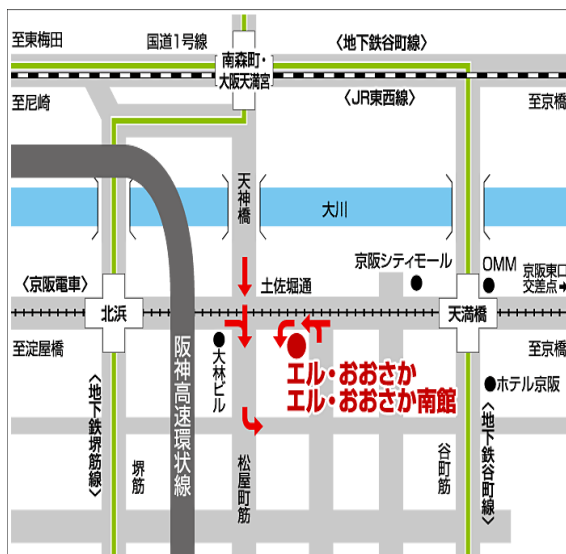 至東梅田
国道1号線
〈地下鉄谷町線〉
南森町・
大阪天満宮
至尼崎
〈JR東西線〉
至京橋
天神橋
大川
京阪シティモール
OMM
京阪東口
交差点
〈京阪電車〉
土佐堀通
北浜
天満橋
至淀屋橋
大林ビル
至京橋
エル・おおさか
エル・おおさか南館
ホテル京阪
阪神高速環状線
〈地下鉄堺筋線〉
堺筋
松屋町筋
谷町筋
〈地下鉄谷町線〉